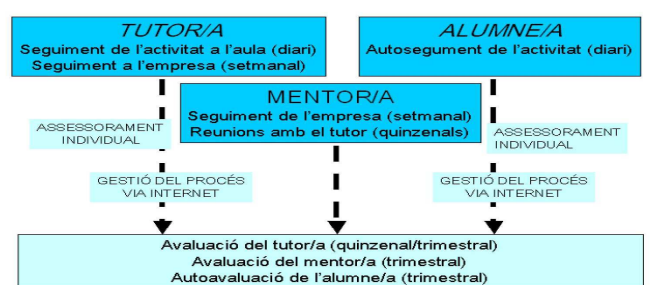 TUTOR/A
Seguiment de l'activitat a l'aula (diari)
Seguiment a l'empresa (setmanal)
ALUMNE/A
Autosegument de l'activitat (diari)
MENTOR/A
Seguiment de l'empresa (setmanal)
Reunions amb el tutor (quinzenals)
ASSESSORAMENT
INDIVIDUAL
ASSESSORAMENT
INDIVIDUAL
GESTIÓ DEL PROCÉS
VIA INTERNET
GESTIÓ DEL PROCÉS
VIA INTERNET
Avaluació del tutor/a (quinzenal/trimestral)
Avaluació del mentor/a (trimestral)
Autoavaluació de l'alumne/a (trimestral)